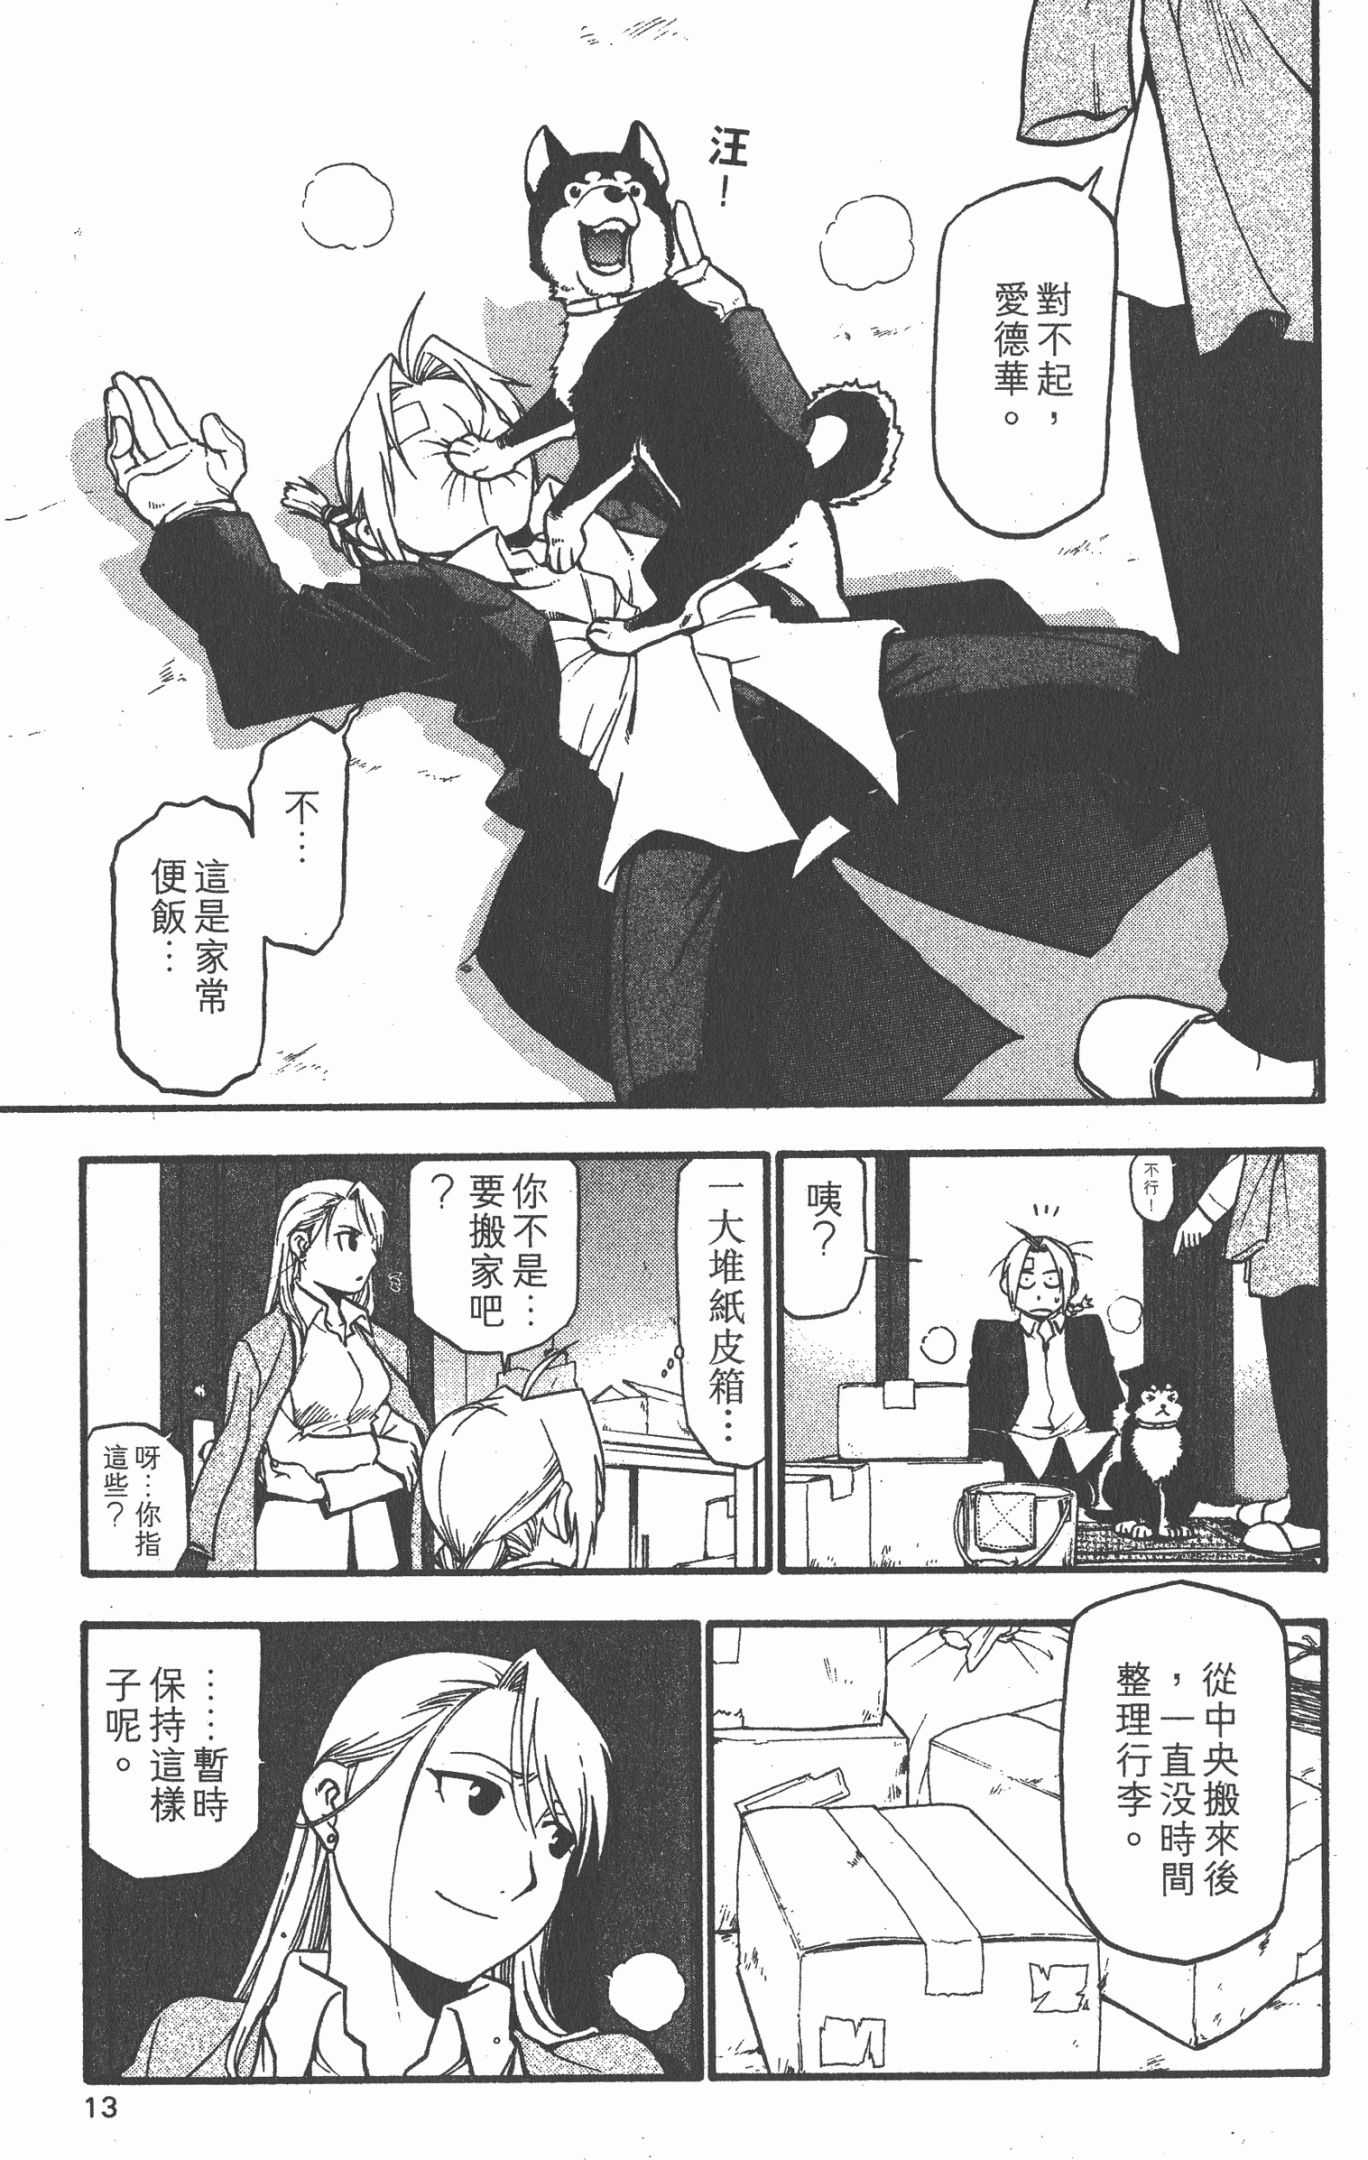 汪！
對不起，
愛德華。
不…
這是家常
便飯…
不行！
咦？
一大堆紙皮箱…
你不是…
要搬家吧
？
呀…你指
這些？
從中央搬來後
，一直没時間
整理行李。
……暫時
保持這樣
子呢。
13